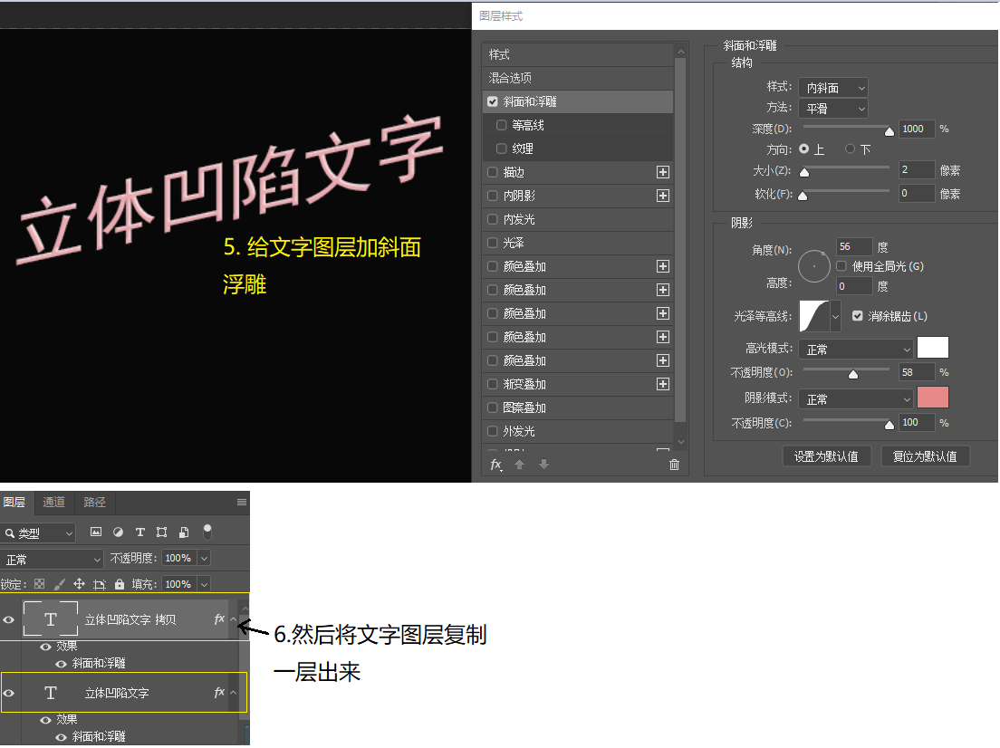 图层样式
立体凹陷文字
5. 给文字图层加斜面
浮雕
样式
混合选项
斜面和浮雕
等高线
纹理
描边
内阴影
内发光
光泽
颜色叠加
颜色叠加
颜色叠加
颜色叠加
颜色叠加
渐变叠加
图案叠加
外发光
fx
斜面和浮雕
结构
样式: 内斜面
方法: 平滑
深度(D): 1000 %
方向: 上 下
大小(Z): 2 像素
软化(F): 0 像素
阴影
角度(N): 56 度
使用全局光 (G)
高度: 0 度
光泽等高线: 消除锯齿 (L)
高光模式: 正常
不透明度(O): 58 %
阴影模式: 正常
不透明度(C): 100 %
设置为默认值 复位为默认值
图层 通道 路径
类型
正常 不透明度: 100%
锁定: 填充: 100%
T 立体凹陷文字 拷贝 fx
效果
斜面和浮雕
T 立体凹陷文字 fx
效果
斜面和浮雕
6.然后将文字图层复制
一层出来